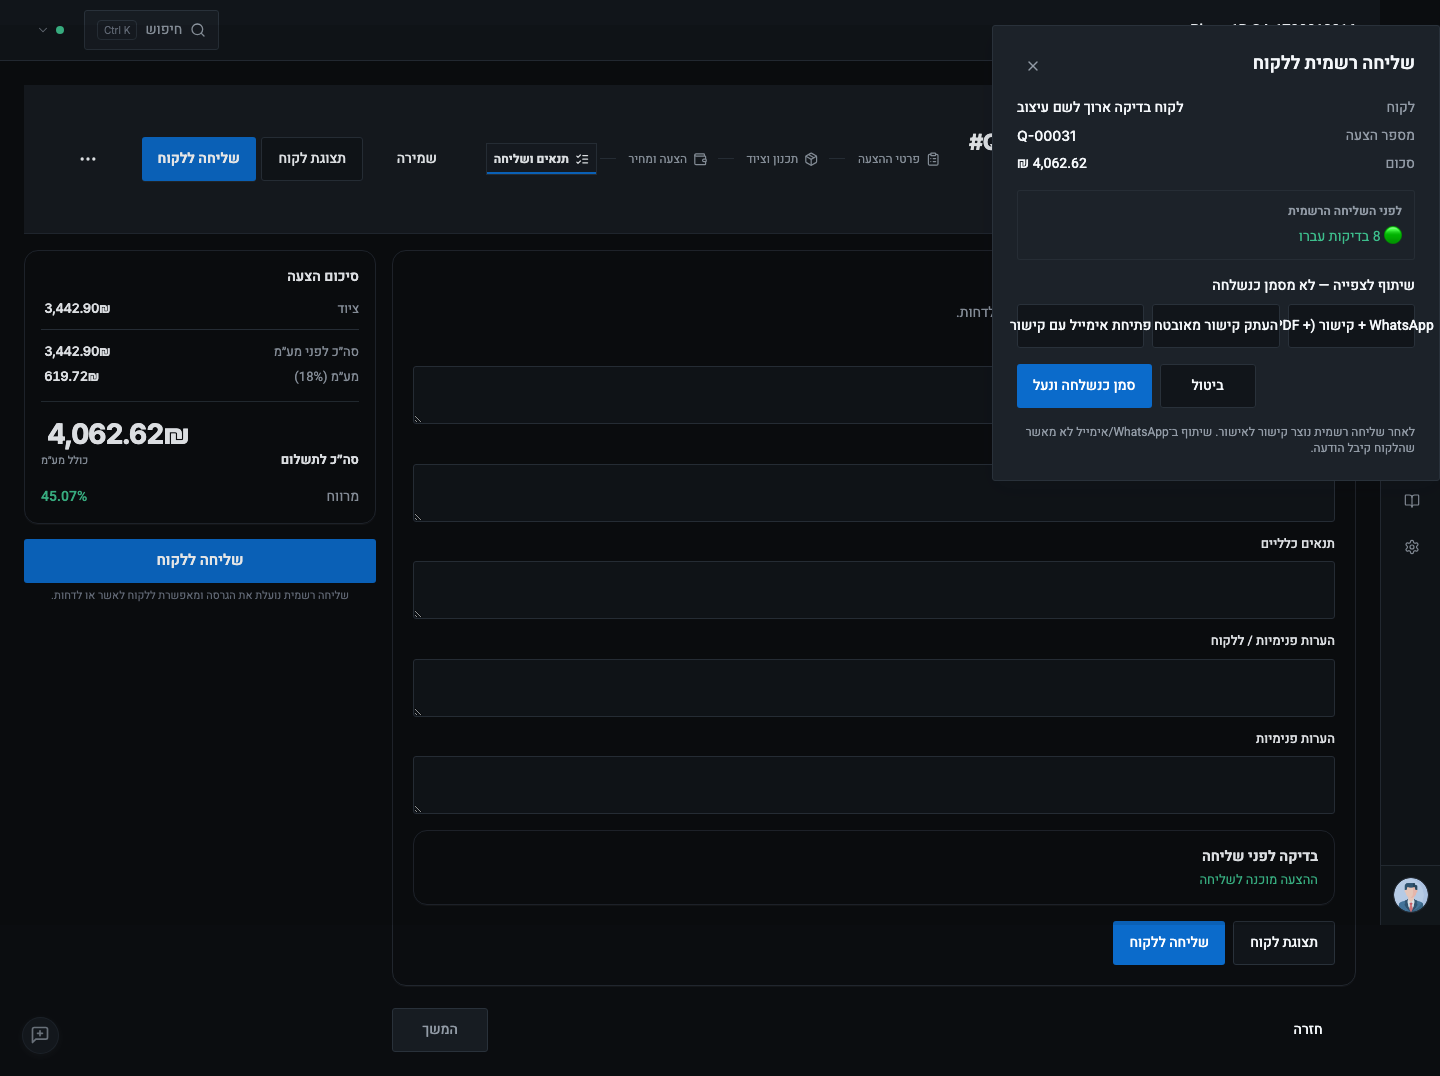 חיפוש
Ctrl K
#Q
פרטי ההצעה
תכנון וציוד
הצעה ומחיר
תנאים ושליחה
שמירה
תצוגת לקוח
שליחה ללקוח
שליחה רשמית ללקוח
לקוח
לקוח בדיקה ארוך לשם עיצוב
מספר הצעה
Q-00031
סכום
4,062.62 ₪
לפני השליחה הרשמית
8 בדיקות עברו
שיתוף לצפייה — לא מסמן כנשלחה
WhatsApp + קישור (+ PDF
העתק קישור מאובטח
פתיחת אימייל עם קישור
ביטול
סמן כנשלחה ונעל
לאחר שליחה רשמית נוצר קישור לאישור. שיתוף ב־WhatsApp/אימייל לא מאשר
שהלקוח קיבל הודעה.
לדחות.
תנאים כלליים
הערות פנימיות / ללקוח
הערות פנימיות
בדיקה לפני שליחה
ההצעה מוכנה לשליחה
תצוגת לקוח
שליחה ללקוח
חזרה
המשך
סיכום הצעה
ציוד
3,442.90₪
סה״כ לפני מע״מ
3,442.90₪
מע״מ (18%)
619.72₪
4,062.62₪
סה״כ לתשלום
כולל מע״מ
מרווח
45.07%
שליחה ללקוח
שליחה רשמית נועלת את הגרסה ומאפשרת ללקוח לאשר או לדחות.